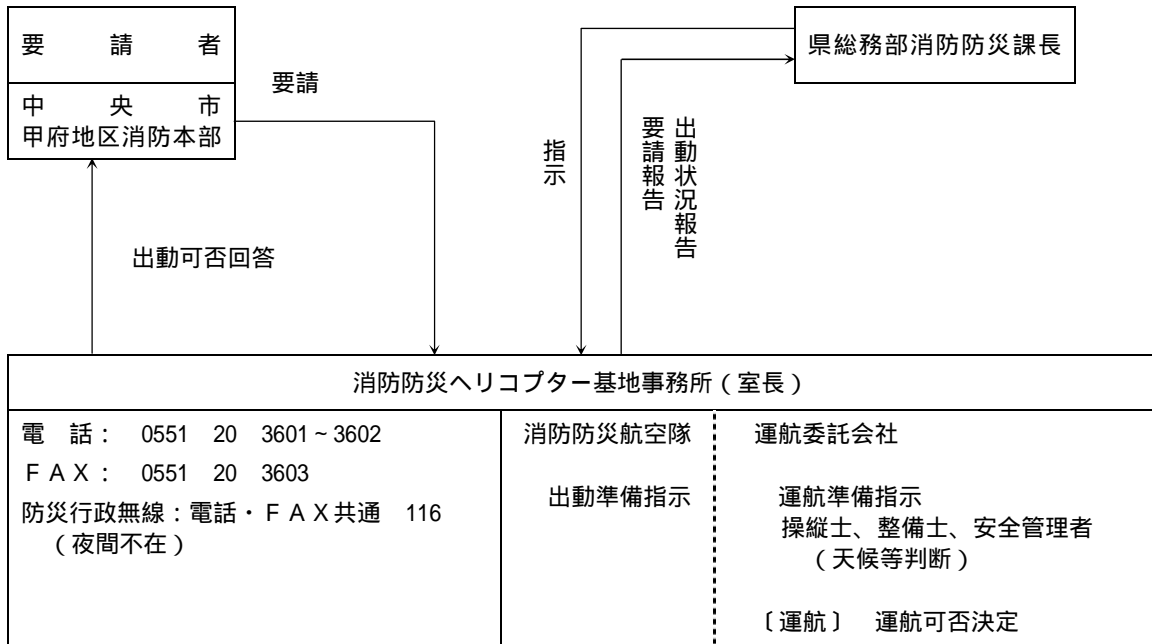 要　請　者
中　央　市
甲府地区消防本部
要請
県総務部消防防災課長
指示
要請報告
出動状況報告
出動可否回答
消防防災ヘリコプター基地事務所（室長）
電　話：　0551　20　3601～3602
ＦＡＸ：　0551　20　3603
防災行政無線：電話・ＦＡＸ共通　116
（夜間不在）
消防防災航空隊
出動準備指示
運航委託会社
運航準備指示
操縦士、整備士、安全管理者
（天候等判断）
〔運航〕　運航可否決定